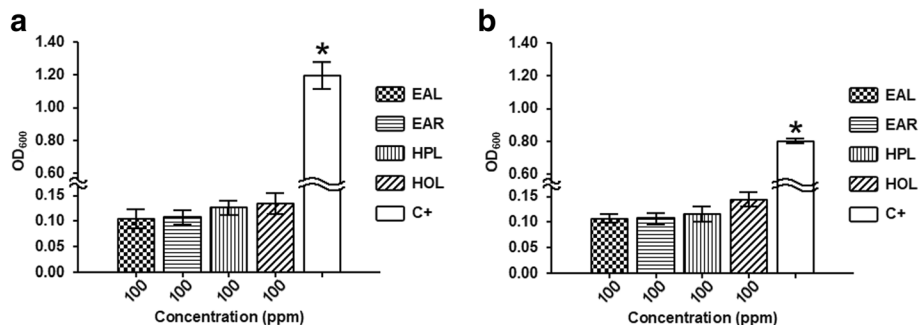 a
1.40
1.20
1.00
0.80
0.60
0.15
0.10
0.05
0.00
OD600
*
100 100 100 100
Concentration (ppm)
EAL
EAR
HPL
HOL
C+
b
1.40
1.20
1.00
0.80
0.60
0.15
0.10
0.05
0.00
OD600
*
100 100 100 100
Concentration (ppm)
EAL
EAR
HPL
HOL
C+